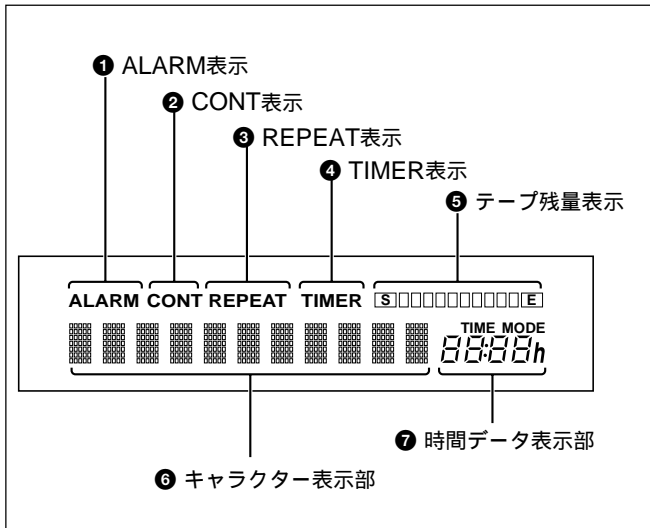 ❶ ALARM表示
❷ CONT表示
❸ REPEAT表示
❹ TIMER表示
❺ テープ残量表示
ALARM CONT REPEAT TIMER S E
TIME MODE
88:88h
❼ 時間データ表示部
❻ キャラクター表示部